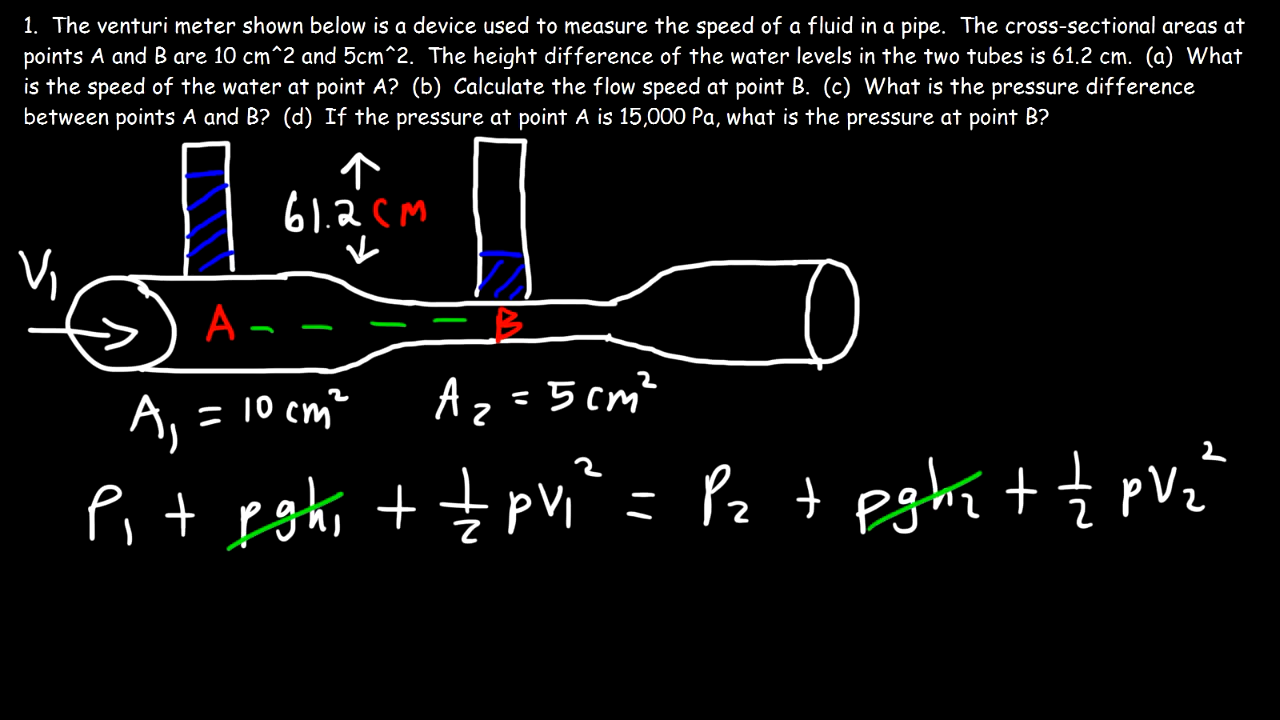 1. The venturi meter shown below is a device used to measure the speed of a fluid in a pipe. The cross-sectional areas at
points A and B are 10 cm^2 and 5cm^2. The height difference of the water levels in the two tubes is 61.2 cm. (a) What
is the speed of the water at point A? (b) Calculate the flow speed at point B. (c) What is the pressure difference
between points A and B? (d) If the pressure at point A is 15,000 Pa, what is the pressure at point B?
61.2 cm
V₁
A
B
A₁ = 10 cm²
A₂ = 5 cm²
P₁ + ρgh₁ + ½ ρV₁² = P₂ + ρgh₂ + ½ ρV₂²